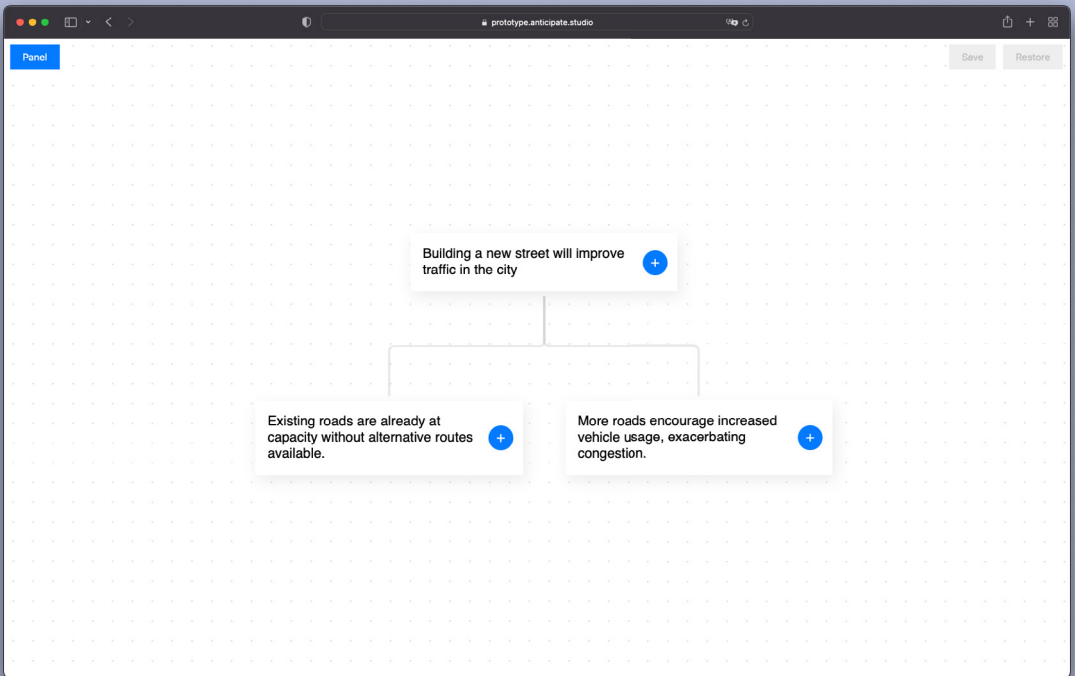 prototype.anticipate.studio
Panel
Save
Restore
Building a new street will improve
traffic in the city
Existing roads are already at
capacity without alternative routes
available.
More roads encourage increased
vehicle usage, exacerbating
congestion.